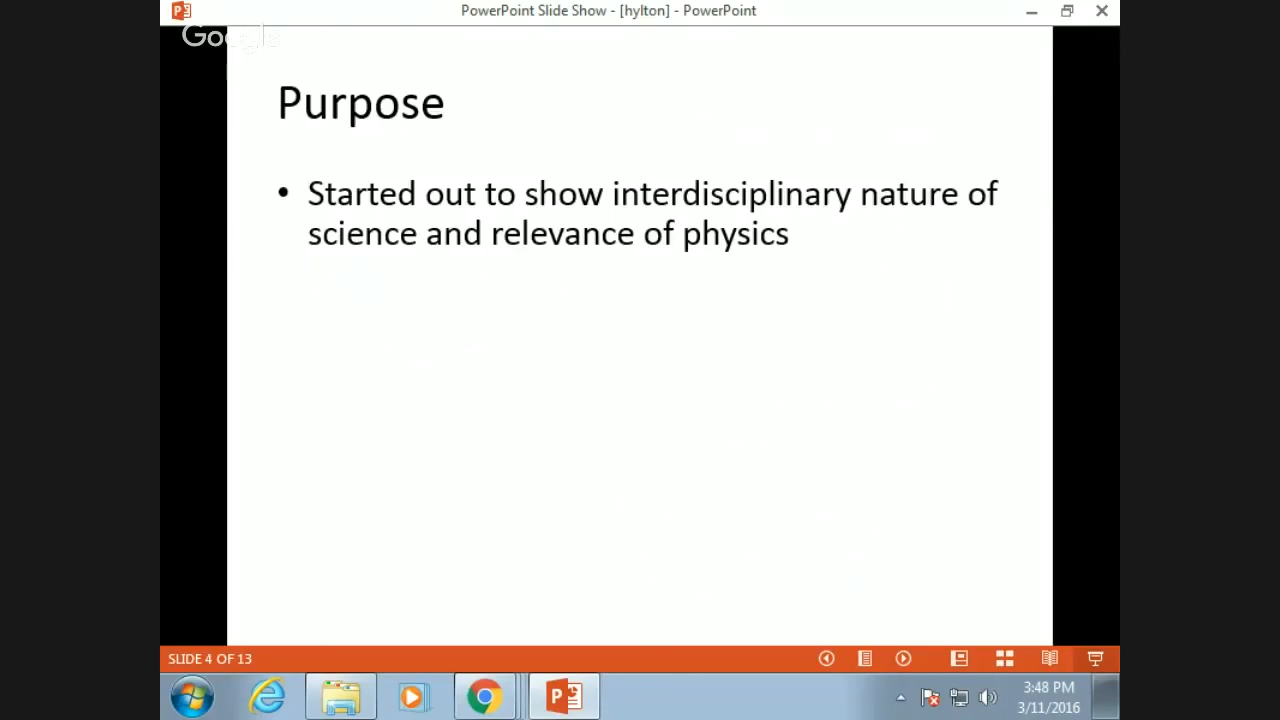 PowerPoint Slide Show - [hylton] - PowerPoint
Google
Purpose
• Started out to show interdisciplinary nature of
science and relevance of physics
SLIDE 4 OF 13
3:48 PM
3/11/2016